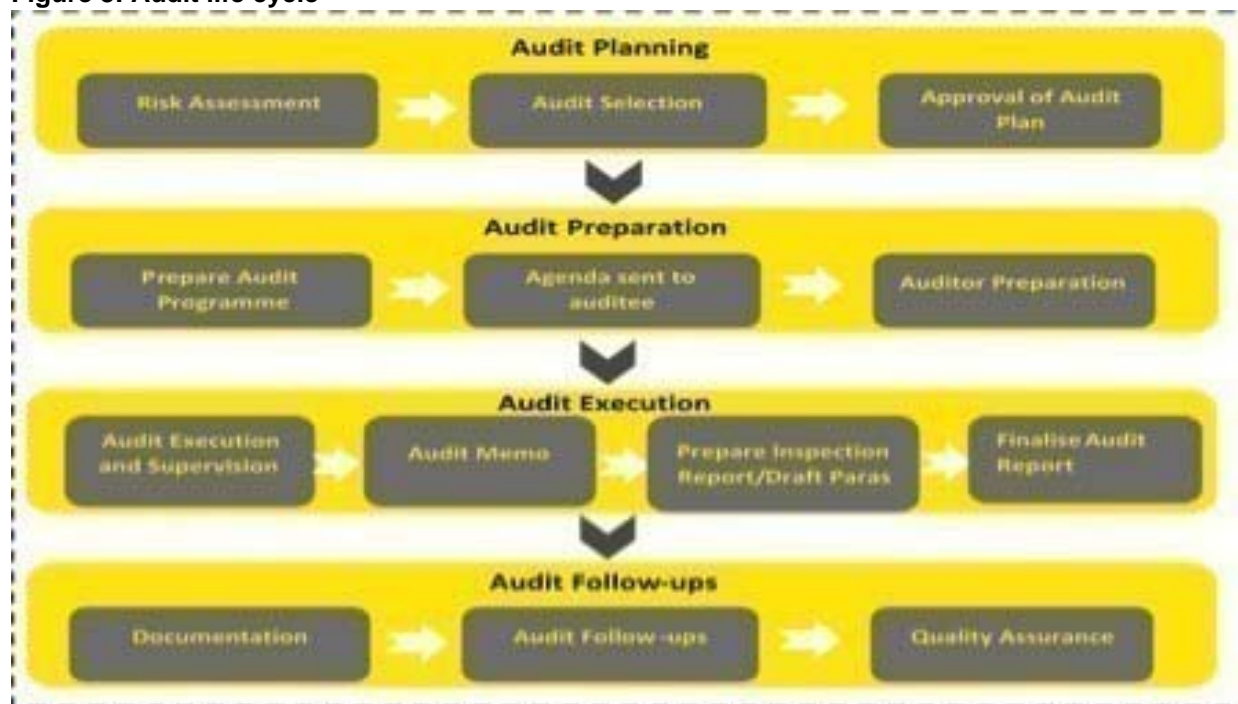 Audit Planning
Risk Assessment
Audit Selection
Approval of Audit
Plan
Audit Preparation
Prepare Audit
Programme
Agenda sent to
auditee
Auditor Preparation
Audit Execution
Audit Execution
and Supervision
Audit Memo
Prepare Inspection
Report/Draft Paras
Finalise Audit
Report
Audit Follow-ups
Documentation
Audit Follow-ups
Quality Assurance